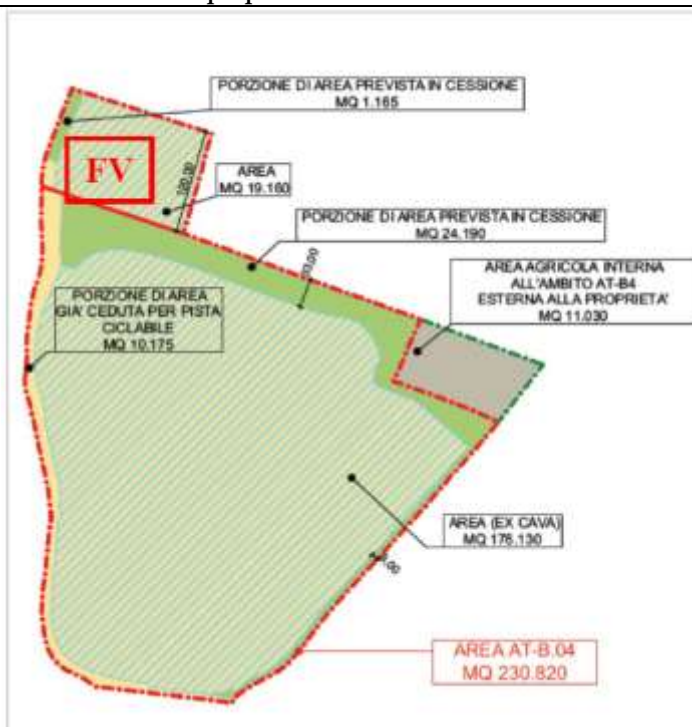 PORZIONE DI AREA PREVISTA IN CESSIONE
MQ 1.165
FV
AREA
MQ 19.160
PORZIONE DI AREA PREVISTA IN CESSIONE
MQ 24.190
AREA AGRICOLA INTERNA
ALL'AMBITO AT-B4
ESTERNA ALLA PROPRIETA'
MQ 11.030
PORZIONE DI AREA
GIA' CEDUTA PER PISTA
CICLABILE
MQ 10.175
AREA (EX CAVA)
MQ 176.130
AREA AT-B.04
MQ 230.820